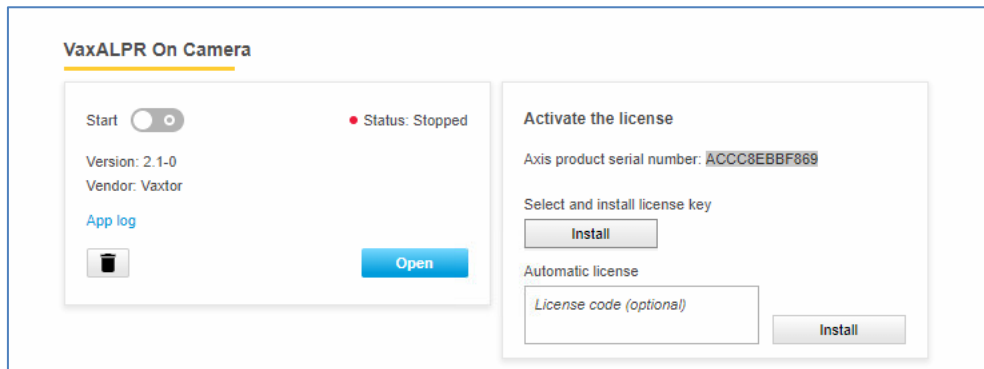 VaxALPR On Camera
Start
Status: Stopped
Version: 2.1-0
Vendor: Vaxtor
App log
Open
Activate the license
Axis product serial number: ACCC8EBBF869
Select and install license key
Install
Automatic license
License code (optional)
Install